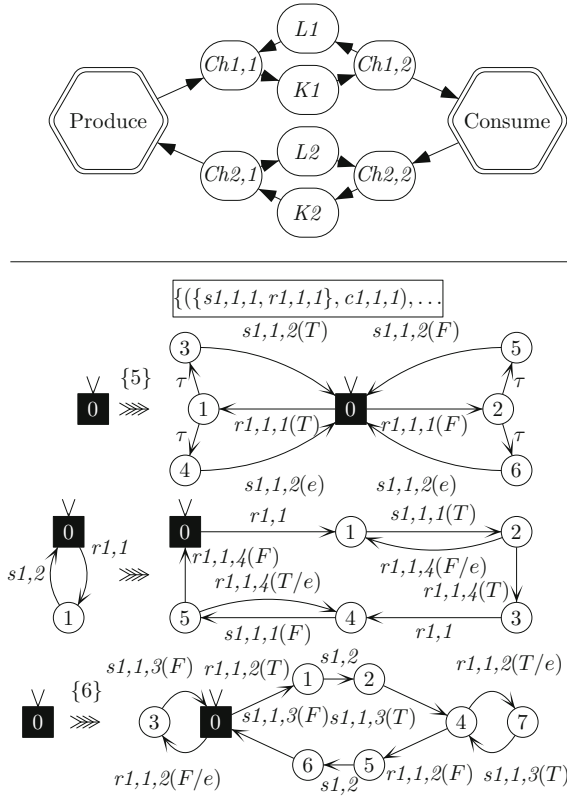 L1
Ch1,1 Ch1,2
K1
Produce Consume
L2
Ch2,1 Ch2,2
K2
{({s1,1,1, r1,1,1}, c1,1,1), ...
s1,1,2(T) s1,1,2(F)
3 5
{5} τ τ
0 1 0 2
r1,1,1(T) r1,1,1(F)
τ τ
4 6
s1,1,2(e) s1,1,2(e)
0 0 r1,1 1 s1,1,1(T) 2
r1,1
s1,2 r1,1,4(F) r1,1,4(F/e)
r1,1,4(T/e) r1,1,4(T)
1 5 4 3
s1,1,1(F) r1,1
s1,1,3(F) r1,1,2(T) s1,2 r1,1,2(T/e)
{6} 1 2
0 3 0 s1,1,3(F) s1,1,3(T) 4 7
6 5
r1,1,2(F/e) s1,2 r1,1,2(F) s1,1,3(T)